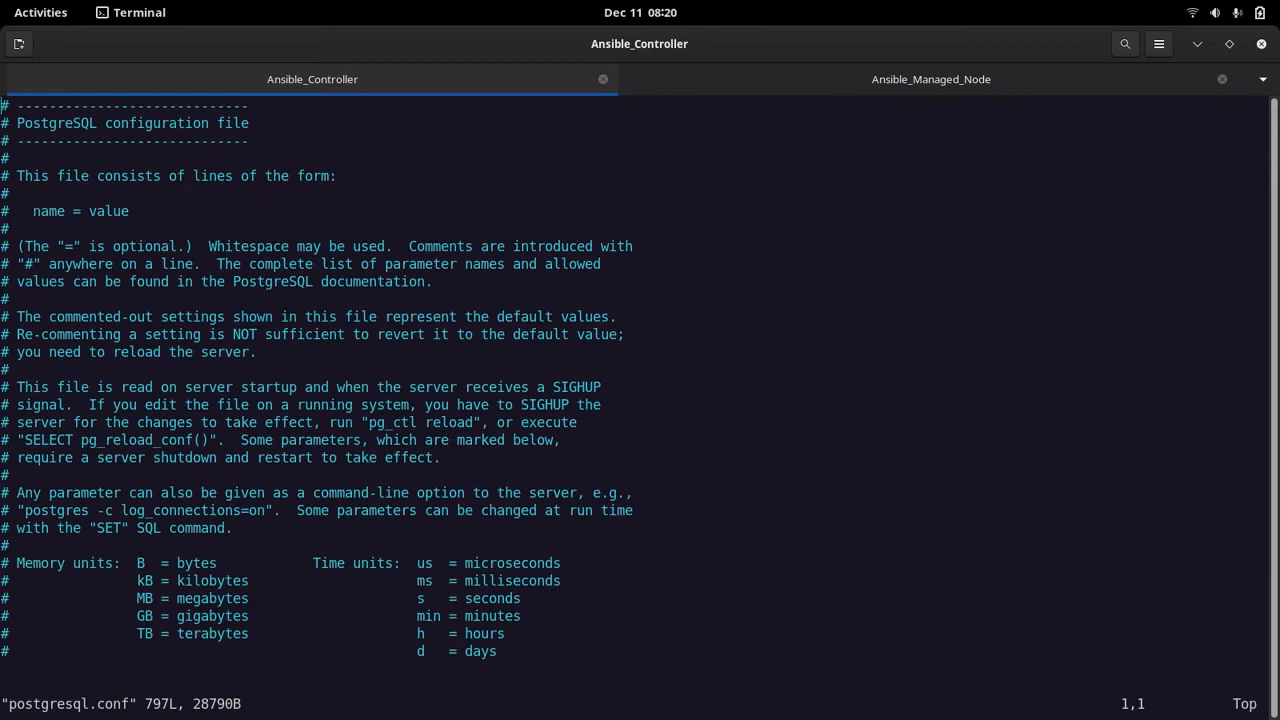 Activities Terminal Dec 11 08:20
Ansible_Controller
Ansible_Controller Ansible_Managed_Node
# -----------------------------
# PostgreSQL configuration file
# -----------------------------
#
# This file consists of lines of the form:
#
#   name = value
#
# (The "=" is optional.)  Whitespace may be used.  Comments are introduced with
# "#" anywhere on a line.  The complete list of parameter names and allowed
# values can be found in the PostgreSQL documentation.
#
# The commented-out settings shown in this file represent the default values.
# Re-commenting a setting is NOT sufficient to revert it to the default value;
# you need to reload the server.
#
# This file is read on server startup and when the server receives a SIGHUP
# signal.  If you edit the file on a running system, you have to SIGHUP the
# server for the changes to take effect, run "pg_ctl reload", or execute
# "SELECT pg_reload_conf()".  Some parameters, which are marked below,
# require a server shutdown and restart to take effect.
#
# Any parameter can also be given as a command-line option to the server, e.g.,
# "postgres -c log_connections=on".  Some parameters can be changed at run time
# with the "SET" SQL command.
#
# Memory units:  B  = bytes            Time units:  us  = microseconds
#                kB = kilobytes                     ms  = milliseconds
#                MB = megabytes                     s   = seconds
#                GB = gigabytes                     min = minutes
#                TB = terabytes                     h   = hours
#                                                   d   = days
"postgresql.conf" 797L, 28790B 1,1 Top